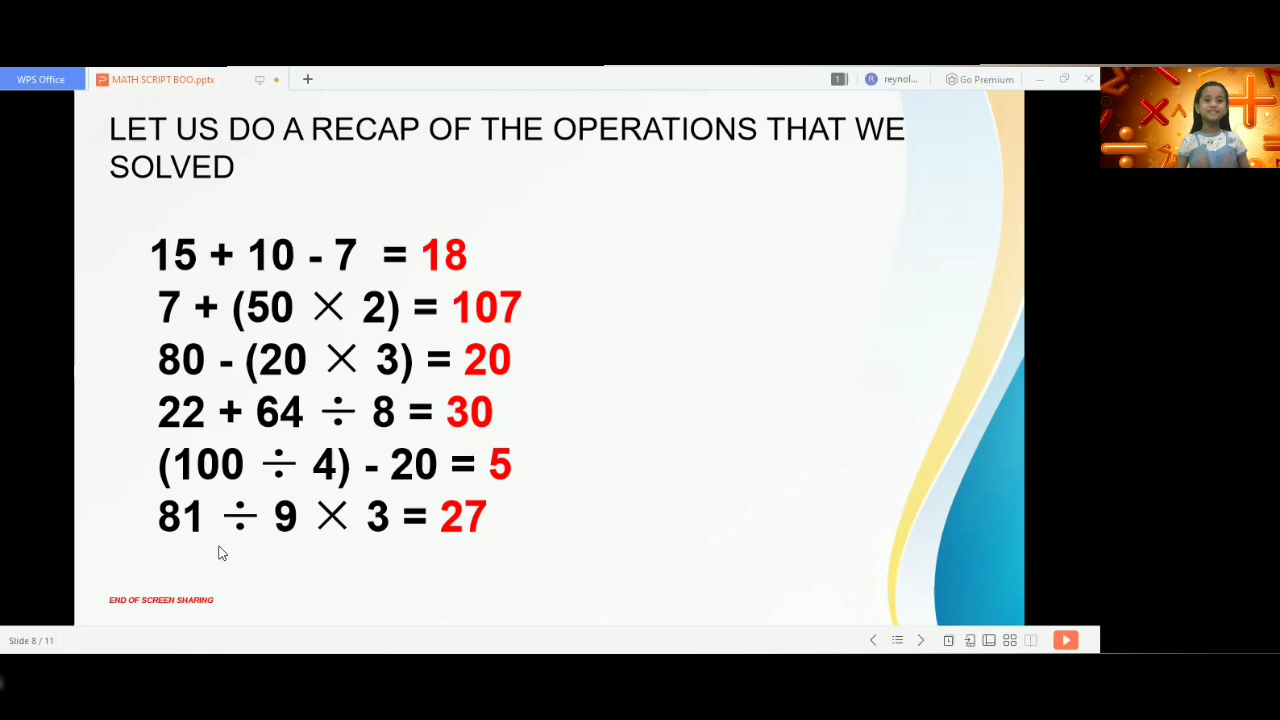 WPS Office
MATH SCRIPT BOO.pptx
1
R
reynol...
Go Premium
LET US DO A RECAP OF THE OPERATIONS THAT WE
SOLVED
15 + 10 - 7 = 18
7 + (50 × 2) = 107
80 - (20 × 3) = 20
22 + 64 ÷ 8 = 30
(100 ÷ 4) - 20 = 5
81 ÷ 9 × 3 = 27
END OF SCREEN SHARING
Slide 8 / 11